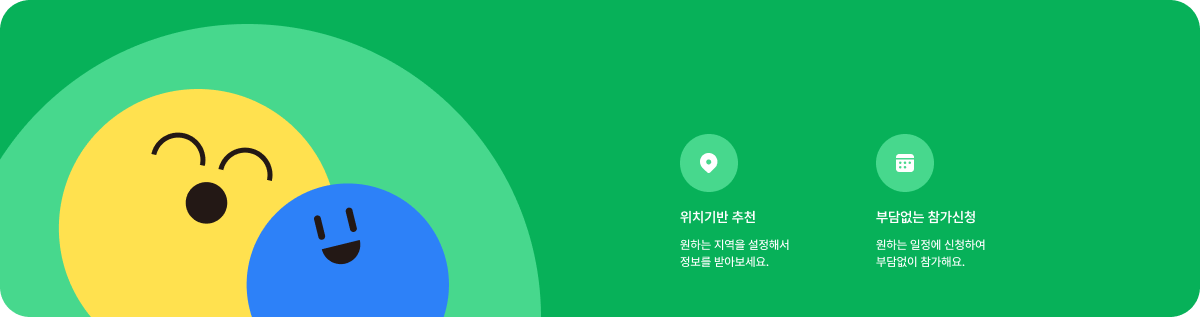 위치기반 추천
원하는 지역을 설정해서
정보를 받아보세요.
부담없는 참가신청
원하는 일정에 신청하여
부담없이 참가해요.